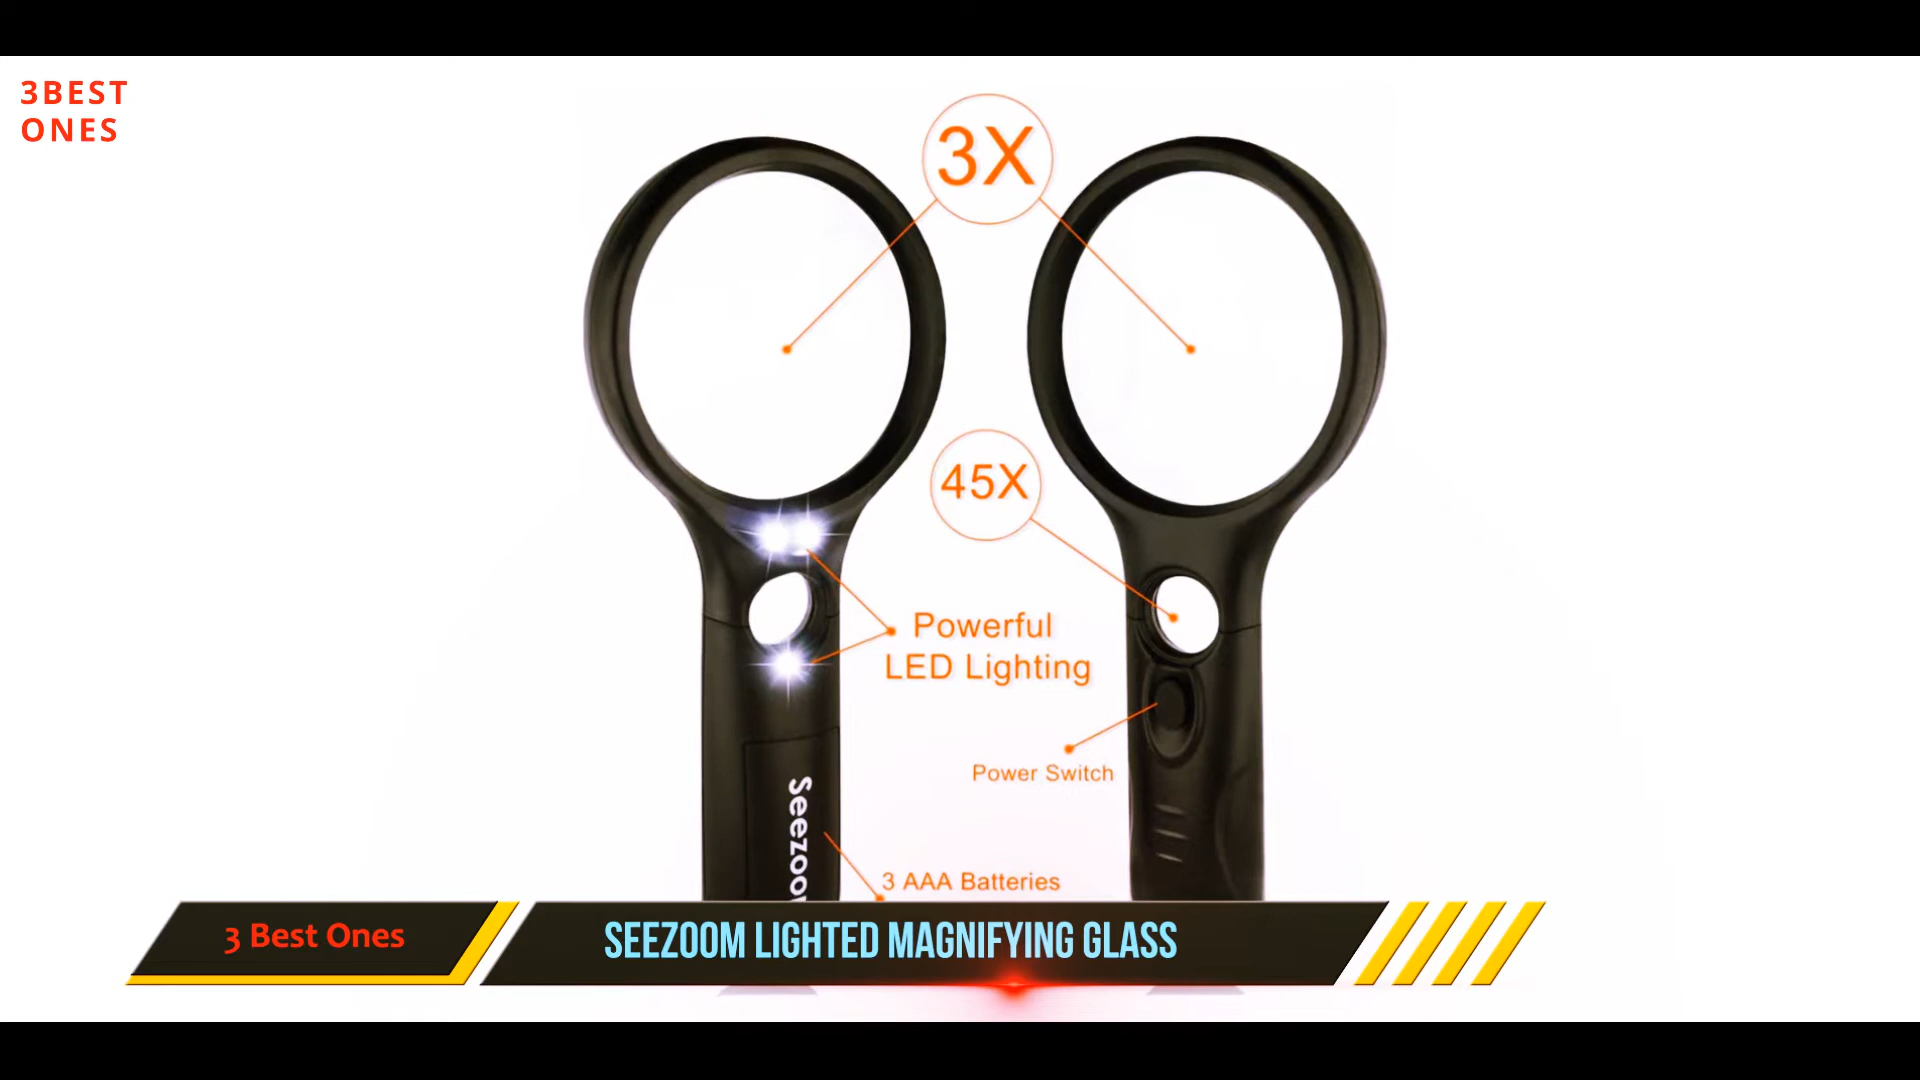 3BEST
ONES
3X
45X
Powerful
LED Lighting
Power Switch
3 AAA Batteries
3 Best Ones
SEEZOOM LIGHTED MAGNIFYING GLASS